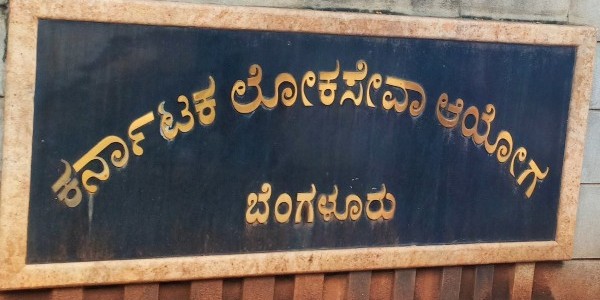 ಕರ್ನಾಟಕ ಲೋಕಸೇವಾ ಆಯೋಗ
ಬೆಂಗಳೂರು